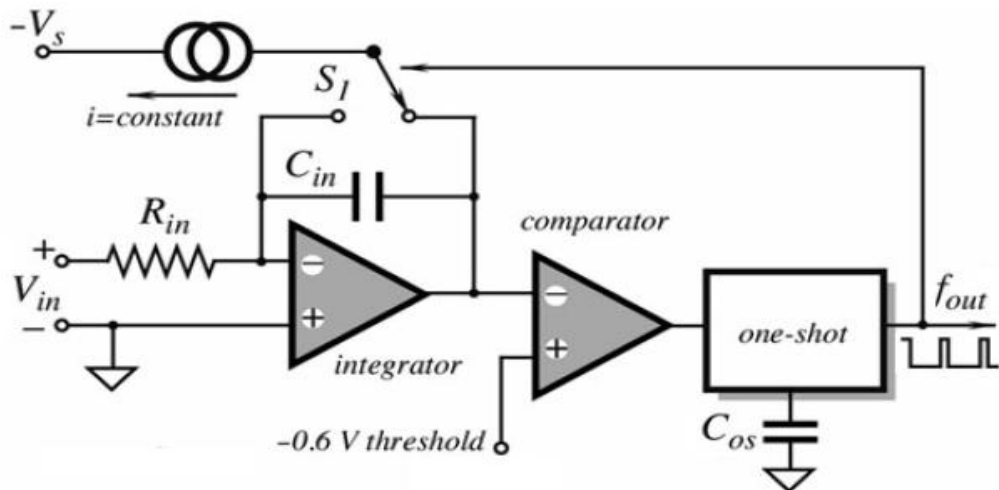 -Vs
S1
i=constant
Cin
comparator
Rin
+
Vin
-
−
+
integrator
−
+
one-shot
fout
-0.6 V threshold
Cos